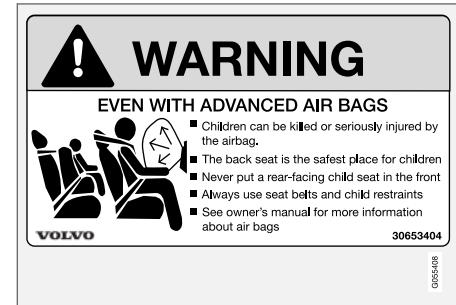 WARNING
EVEN WITH ADVANCED AIR BAGS
■ Children can be killed or seriously injured by
the airbag.
■ The back seat is the safest place for children
■ Never put a rear-facing child seat in the front
■ Always use seat belts and child restraints
■ See owner's manual for more information
about air bags
VOLVO
30653404
G055408